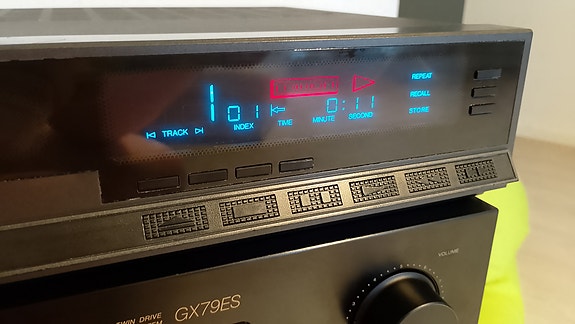 REPEAT
1 01 0:11 RECALL
TRACK INDEX TIME MINUTE SECOND STORE
VOLUME
TWIN DRIVE
GX79ES